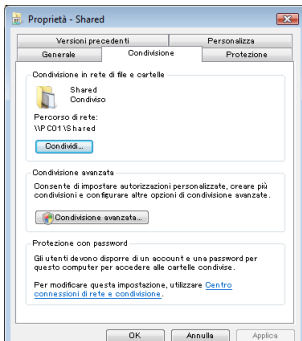 Proprietà - Shared
Versioni precedenti Personalizza
Generale Condivisione Protezione
Condivisione in rete di file e cartelle
Shared
Condiviso
Percorso di rete:
\\PC01\Shared
Condividi...
Condivisione avanzata
Consente di impostare autorizzazioni personalizzate, creare più
condivisioni e configurare altre opzioni di condivisione avanzate.
Condivisione avanzata...
Protezione con password
Gli utenti devono disporre di un account e una password per
questo computer per accedere alle cartelle condivise.
Per modificare questa impostazione, utilizzare Centro
connessioni di rete e condivisione.
OK Annulla Applica